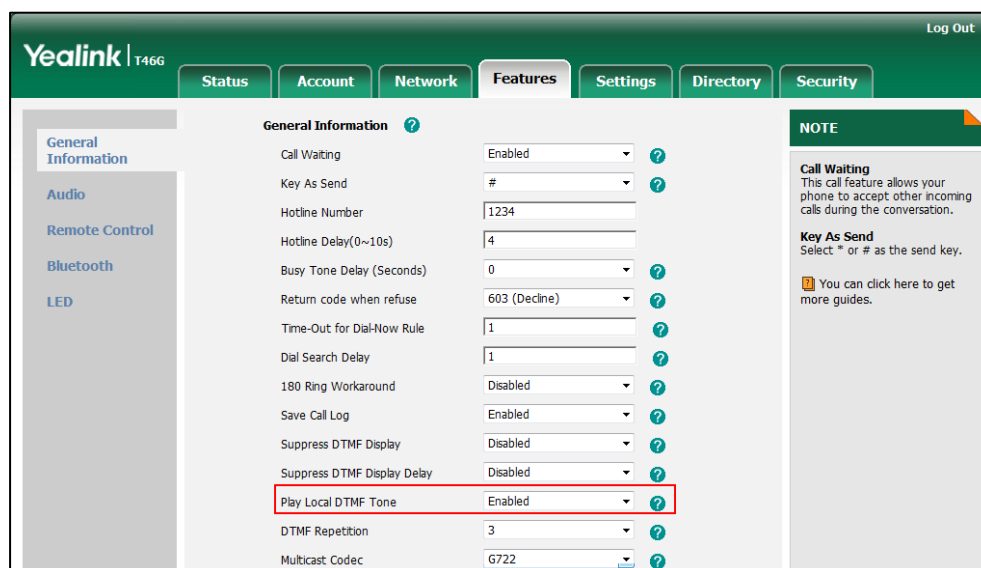 Log Out
Yealink T46G
Status Account Network Features Settings Directory Security
General Information
Audio
Remote Control
Bluetooth
LED
General Information ?
Call Waiting Enabled ?
Key As Send # ?
Hotline Number 1234
Hotline Delay(0~10s) 4
Busy Tone Delay (Seconds) 0 ?
Return code when refuse 603 (Decline) ?
Time-Out for Dial-Now Rule 1 ?
Dial Search Delay 1 ?
180 Ring Workaround Disabled ?
Save Call Log Enabled ?
Suppress DTMF Display Disabled ?
Suppress DTMF Display Delay Disabled ?
Play Local DTMF Tone Enabled ?
DTMF Repetition 3 ?
Multicast Codec G722 ?
NOTE
Call Waiting
This call feature allows your
phone to accept other incoming
calls during the conversation.
Key As Send
Select * or # as the send key.
? You can click here to get
more guides.